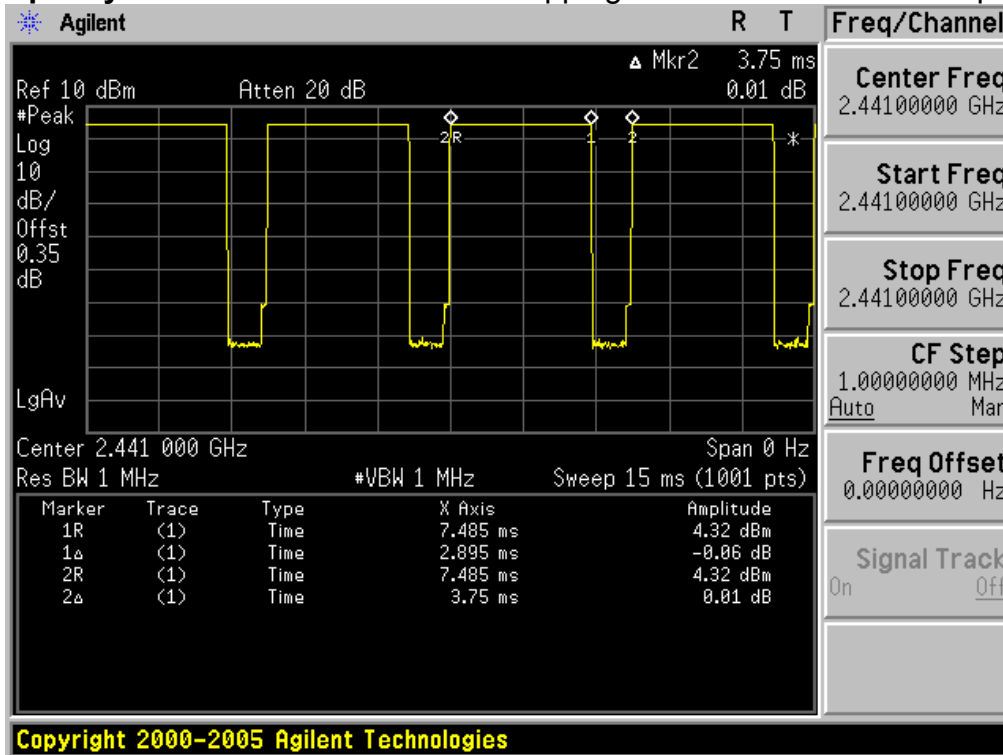 pping
Agilent R T
Freq/Channel
▵ Mkr2 3.75 ms
Ref 10 dBm Atten 20 dB 0.01 dB
#Peak
Log
10
dB/
Offst
0.35
dB
LgAv
2R 1 2 *
Center 2.441 000 GHz Span 0 Hz
Res BW 1 MHz #VBW 1 MHz Sweep 15 ms (1001 pts)
Marker Trace Type X Axis Amplitude
1R (1) Time 7.485 ms 4.32 dBm
1▵ (1) Time 2.895 ms -0.06 dB
2R (1) Time 7.485 ms 4.32 dBm
2▵ (1) Time 3.75 ms 0.01 dB
Center Freq
2.44100000 GHz
Start Freq
2.44100000 GHz
Stop Freq
2.44100000 GHz
CF Step
1.00000000 MHz
Auto Man
Freq Offset
0.00000000 Hz
Signal Track
On Off
Copyright 2000-2005 Agilent Technologies